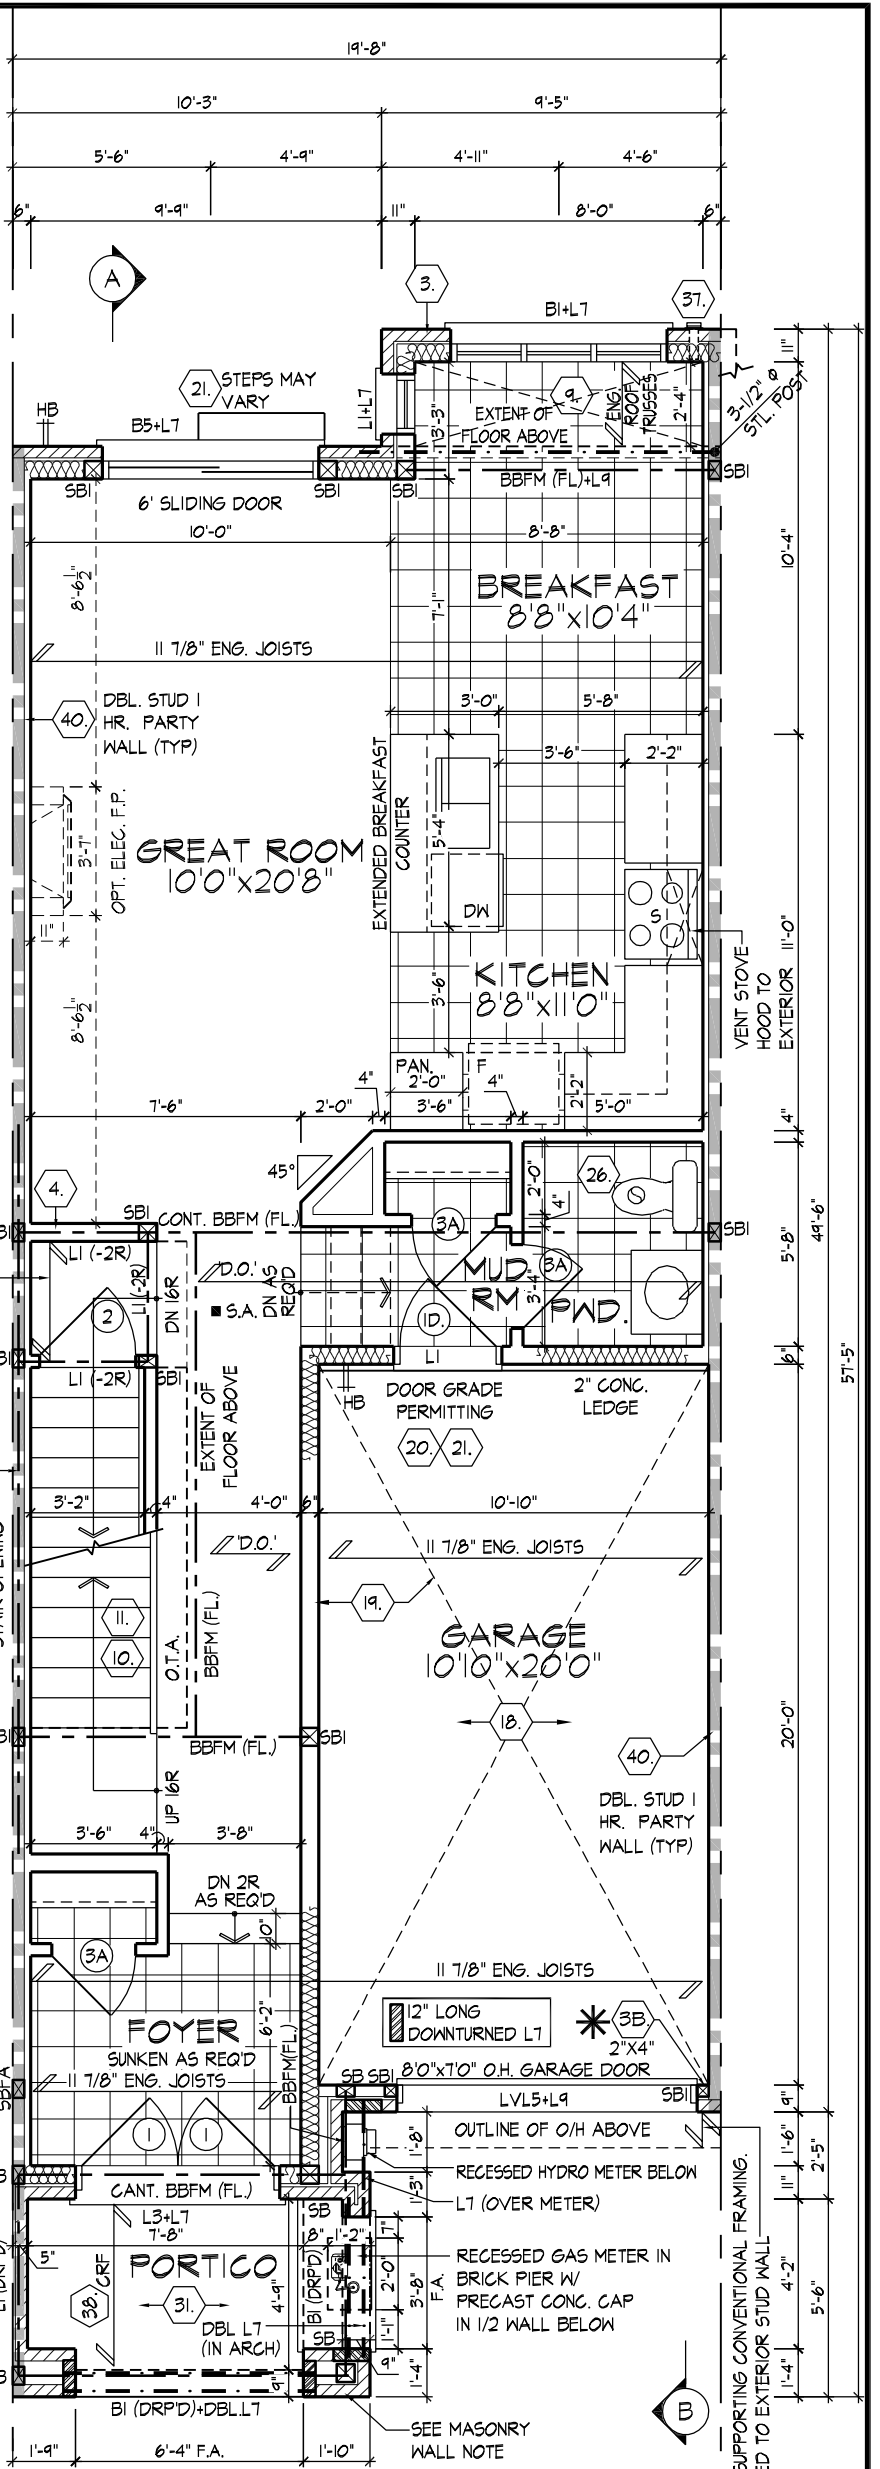 19'-8"
10'-3"
9'-5"
5'-6"
4'-9"
4'-11"
4'-6"
6"
9'-9"
11"
8'-0"
6"
A
3.
37.
B1+L7
11"
21.
STEPS MAY
VARY
HB
B5+L7
L1+L7
3'-3"
9.
EXTENT OF
FLOOR ABOVE
ENG.
ROOF
TRUSSES
2'-4"
3-1/2" Φ
STL. POST
SB1
SB1
SB1
BBFM (FL)+L9
SB1
6' SLIDING DOOR
10'-0"
8'-8"
10'-4"
8'-6 1/2"
7'-1"
BREAKFAST
8'8"x10'4"
11 7/8" ENG. JOISTS
40.
DBL. STUD 1
HR. PARTY
WALL (TYP)
3'-0"
5'-8"
3'-6"
2'-2"
EXTENDED BREAKFAST
COUNTER
5'-4"
OPT. ELEC. F.P.
3'-7"
11"
GREAT ROOM
10'0"x20'8"
DW
S
VENT STOVE
HOOD TO
EXTERIOR
11'-0"
KITCHEN
8'8"x11'0"
3'-6"
8'-6 1/2"
PAN.
F
2'-0"
4"
4"
2'-2"
7'-6"
2'-0"
3'-6"
5'-0"
4"
45°
26.
2'-0"
4"
4.
SB1
CONT. BBFM (FL.)
3A
SB1
L1 (-2R)
L1 (-2R)
DN 16R
'D.O.'
S.A.
DN AS
REQ'D
MUD.
RM
3'-4"
3A
PWD.
5'-8"
49'-6"
2
1D.
L1 (-2R)
SB1
L1
6"
57'-5"
EXTENT OF
FLOOR ABOVE
HB
DOOR GRADE
PERMITTING
2" CONC.
LEDGE
20.
21.
3'-2"
4"
4'-0"
6"
10'-10"
'D.O.'
11 7/8" ENG. JOISTS
19.
11.
10.
O.T.A.
BBFM (FL.)
GARAGE
10'10"x20'0"
18.
20'-0"
BBFM (FL.)
SB1
40.
DBL. STUD 1
HR. PARTY
WALL (TYP)
UP 16R
3'-6"
4"
3'-8"
DN 2R
AS REQ'D
10"
3A
11 7/8" ENG. JOISTS
FOYER
SUNKEN AS REQ'D
6'-2"
11 7/8" ENG. JOISTS
BBFM(FL.)
12" LONG
DOWNTURNED L7
3B.
2"X4"
8'0"x7'0" O.H. GARAGE DOOR
SB
SB1
LVL5+L9
SB1
9"
SBFA
1
1
1'-8"
OUTLINE OF O/H ABOVE
1'-6"
2'-5"
RECESSED HYDRO METER BELOW
11"
CANT. BBFM (FL.)
SB
1'-3"
L7 (OVER METER)
L3+L7
7'-8"
8"
1'-2"
7"
5"
PORTICO
CRF
38.
31.
4'-9"
B1 (DRP'D)
2'-0"
3'-8"
F.A.
RECESSED GAS METER IN
BRICK PIER W/
PRECAST CONC. CAP
IN 1/2 WALL BELOW
4'-2"
5'-6"
DBL L7
(IN ARCH)
SB
1'-1"
9"
9"
1'-4"
1'-4"
B1 (DRP'D)+DBL.L7
SEE MASONRY
WALL NOTE
B
SUPPORTING CONVENTIONAL FRAMING.
ED TO EXTERIOR STUD WALL
1'-9"
6'-4" F.A.
1'-10"